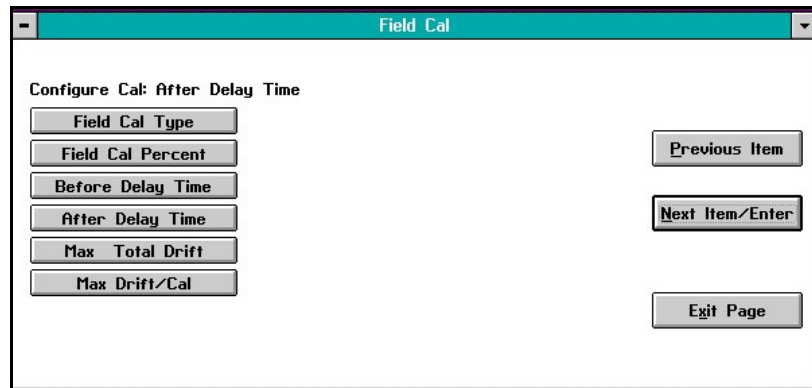 Field Cal
Configure Cal: After Delay Time
Field Cal Type
Field Cal Percent
Before Delay Time
After Delay Time
Max Total Drift
Max Drift/Cal
Previous Item
Next Item/Enter
Exit Page